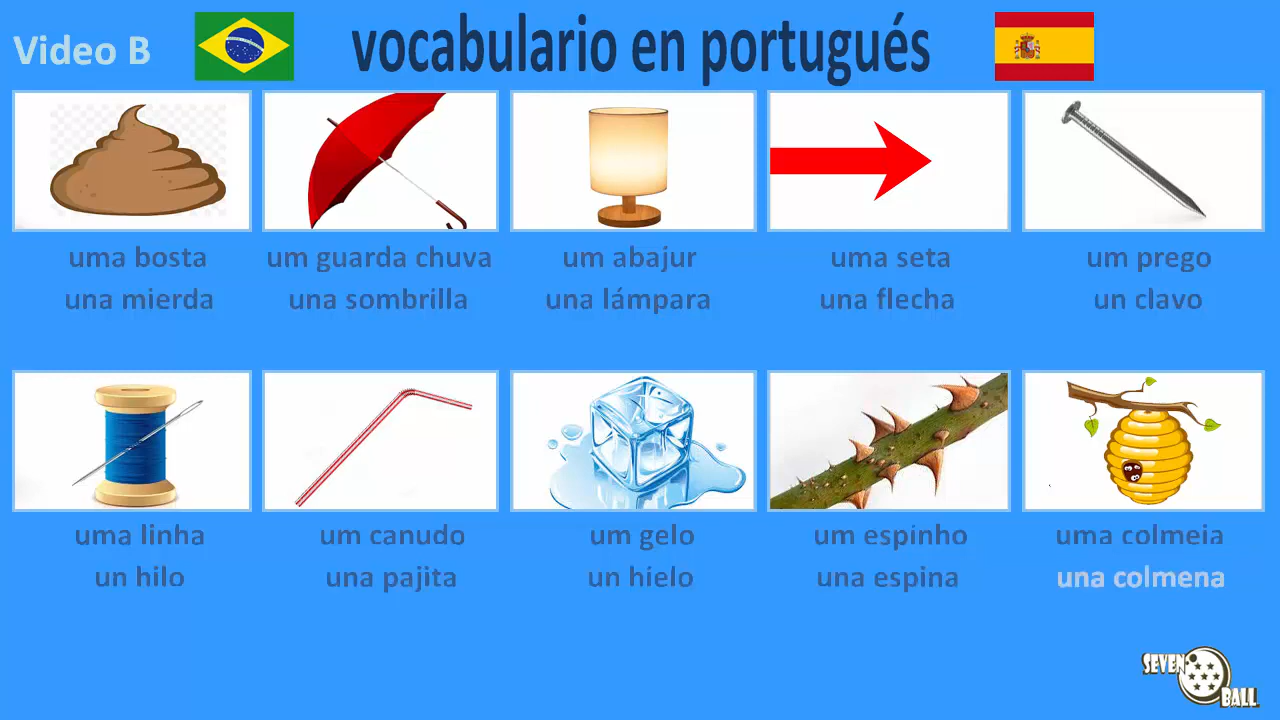 Video B
vocabulario en portugués
uma bosta
una mierda
um guarda chuva
una sombrilla
um abajur
una lámpara
uma seta
una flecha
um prego
un clavo
uma linha
un hilo
um canudo
una pajita
um gelo
un híelo
um espinho
una espina
uma colmeia
una colmena
SEVEN
BALL